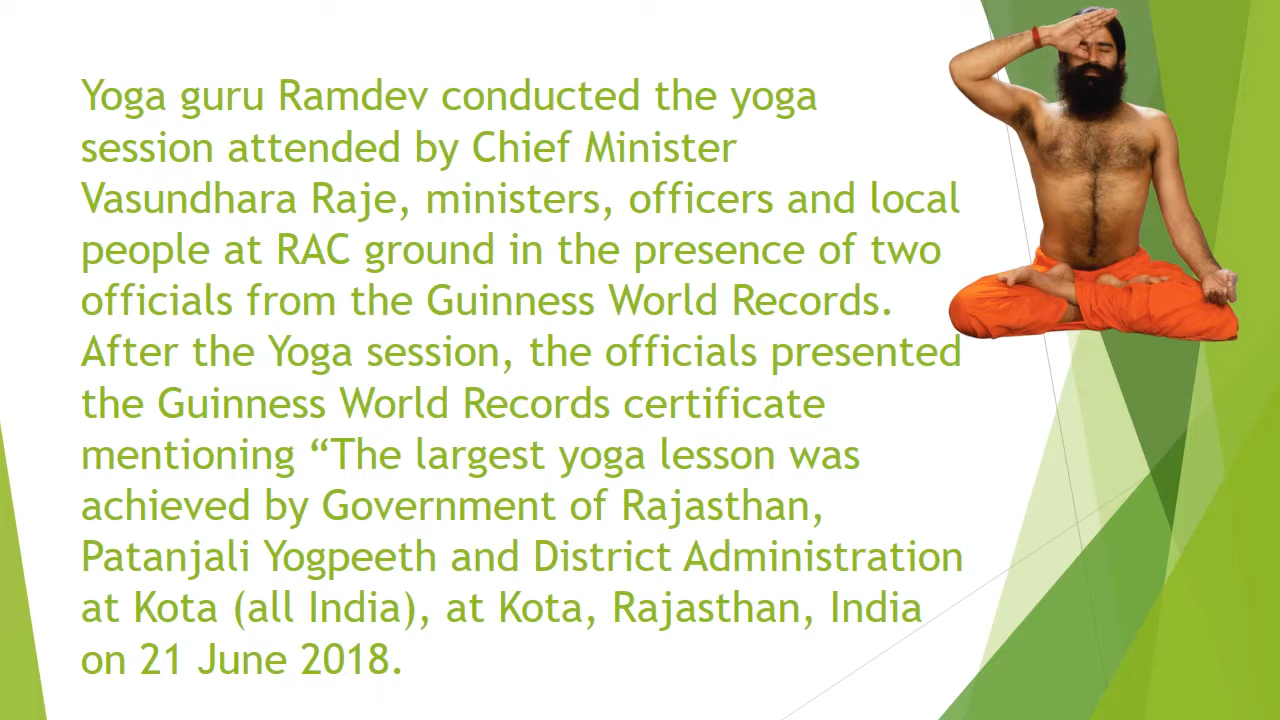 Yoga guru Ramdev conducted the yoga
session attended by Chief Minister
Vasundhara Raje, ministers, officers and local
people at RAC ground in the presence of two
officials from the Guinness World Records.
After the Yoga session, the officials presented
the Guinness World Records certificate
mentioning “The largest yoga lesson was
achieved by Government of Rajasthan,
Patanjali Yogpeeth and District Administration
at Kota (all India), at Kota, Rajasthan, India
on 21 June 2018.